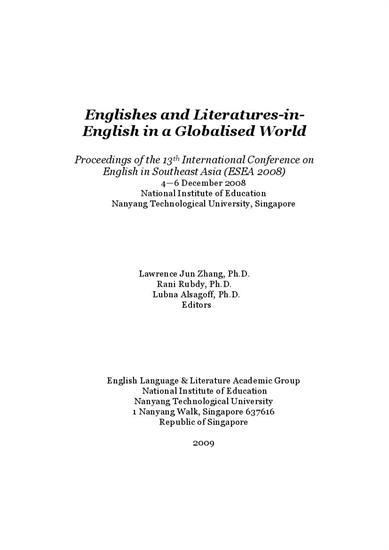 Englishes and Literatures-in-
English in a Globalised World
Proceedings of the 13th International Conference on
English in Southeast Asia (ESEA 2008)
4—6 December 2008
National Institute of Education
Nanyang Technological University, Singapore
Lawrence Jun Zhang, Ph.D.
Rani Rubdy, Ph.D.
Lubna Alsagoff, Ph.D.
Editors
English Language & Literature Academic Group
National Institute of Education
Nanyang Technological University
1 Nanyang Walk, Singapore 637616
Republic of Singapore
2009